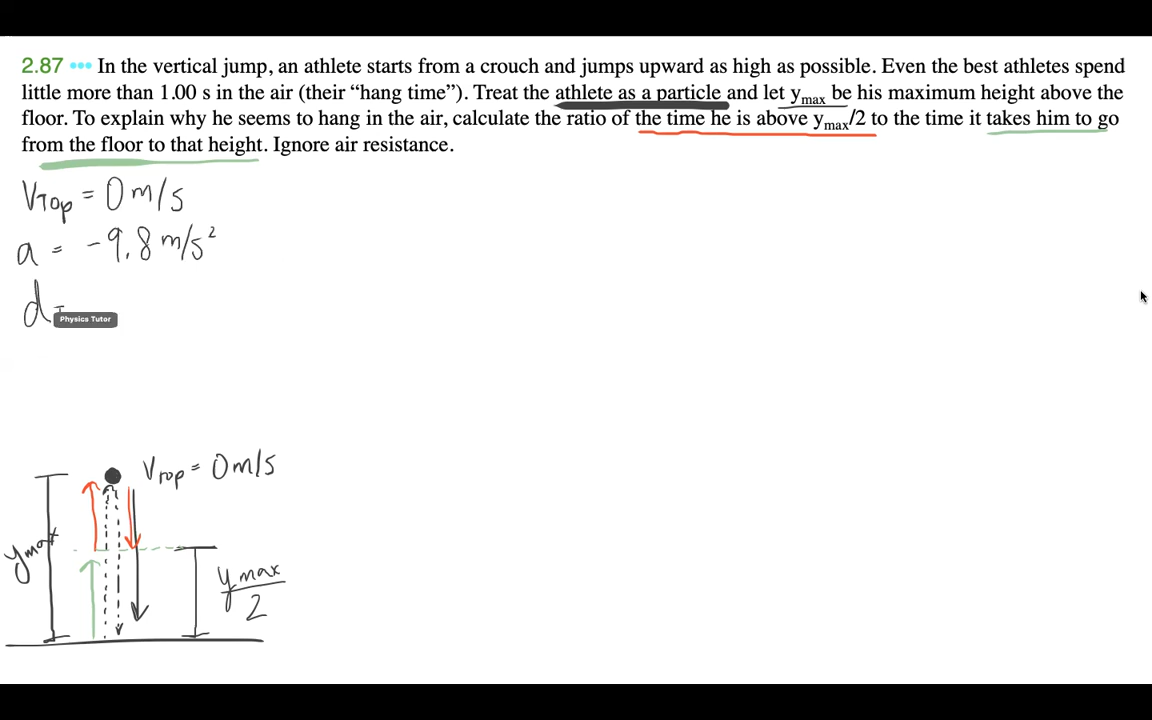 2.87 ••• In the vertical jump, an athlete starts from a crouch and jumps upward as high as possible. Even the best athletes spend
little more than 1.00 s in the air (their “hang time”). Treat the athlete as a particle and let ymax be his maximum height above the
floor. To explain why he seems to hang in the air, calculate the ratio of the time he is above ymax/2 to the time it takes him to go
from the floor to that height. Ignore air resistance.
VTop = 0 m/s
a = -9.8 m/s²
d =
Physics Tutor
VTop = 0 m/s
ymax
ymax
2